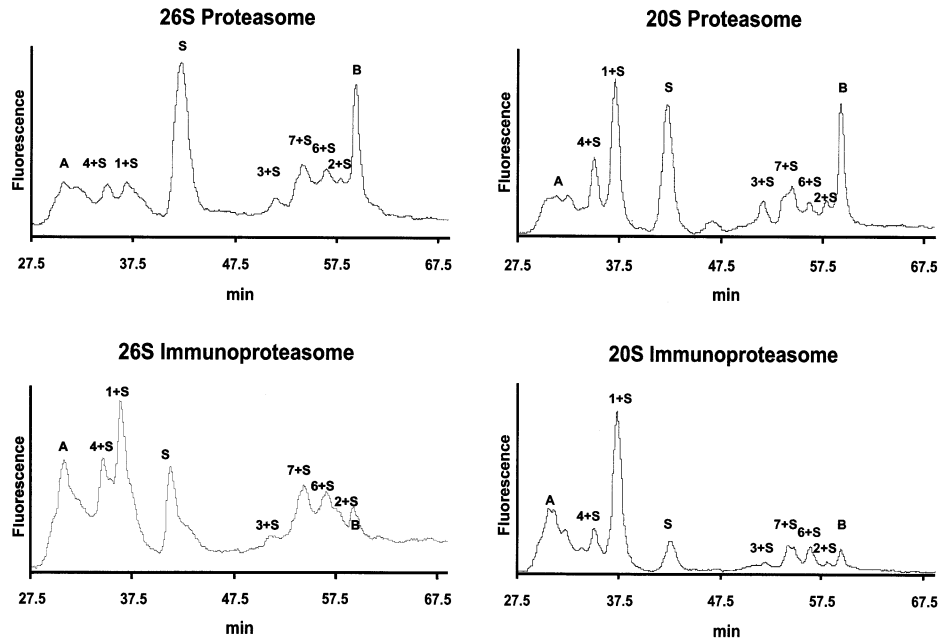 26S Proteasome
Fluorescence
A
4+S
1+S
S
3+S
7+S
6+S
2+S
B
27.5 37.5 47.5 57.5 67.5
min
20S Proteasome
Fluorescence
A
4+S
1+S
S
3+S
7+S
6+S
2+S
B
27.5 37.5 47.5 57.5 67.5
min
26S Immunoproteasome
Fluorescence
A
4+S
1+S
S
3+S
7+S
6+S
2+S
B
27.5 37.5 47.5 57.5 67.5
min
20S Immunoproteasome
Fluorescence
A
4+S
1+S
S
3+S
7+S
6+S
2+S
B
27.5 37.5 47.5 57.5 67.5
min